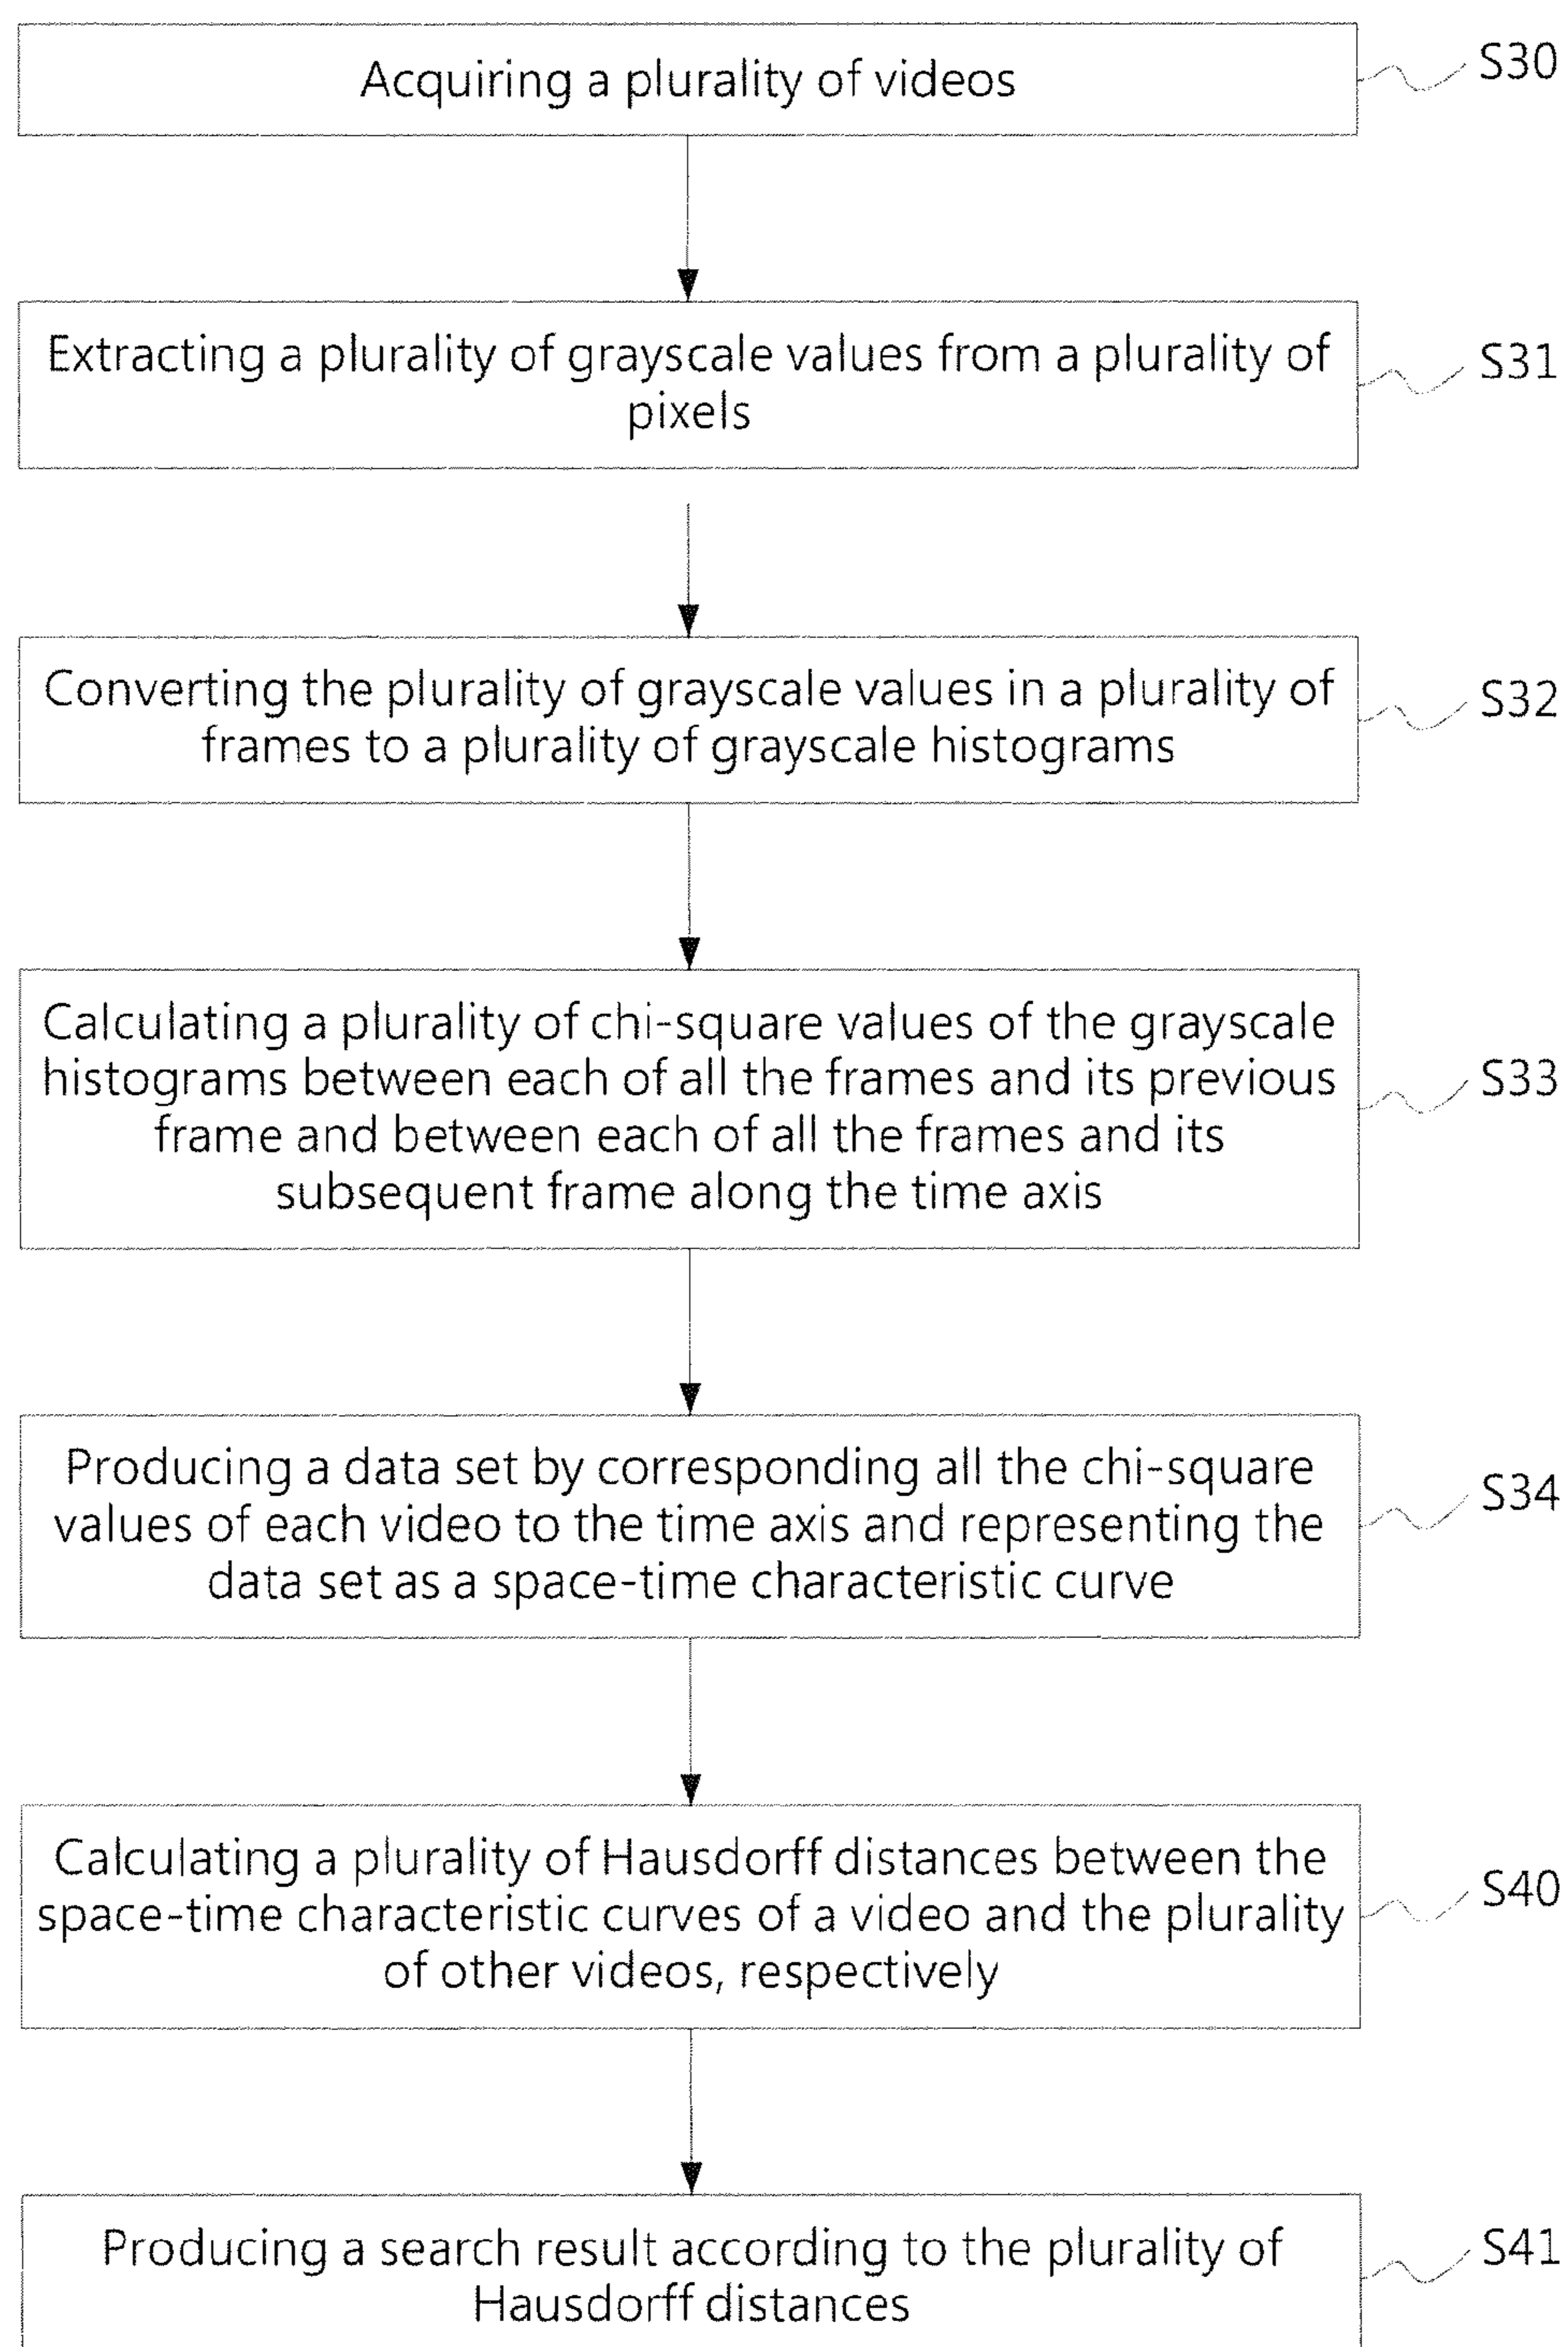 Acquiring a plurality of videos
S30
Extracting a plurality of grayscale values from a plurality of
pixels
S31
Converting the plurality of grayscale values in a plurality of
frames to a plurality of grayscale histograms
S32
Calculating a plurality of chi-square values of the grayscale
histograms between each of all the frames and its previous
frame and between each of all the frames and its
subsequent frame along the time axis
S33
Producing a data set by corresponding all the chi-square
values of each video to the time axis and representing the
data set as a space-time characteristic curve
S34
Calculating a plurality of Hausdorff distances between the
space-time characteristic curves of a video and the plurality
of other videos, respectively
S40
Producing a search result according to the plurality of
Hausdorff distances
S41